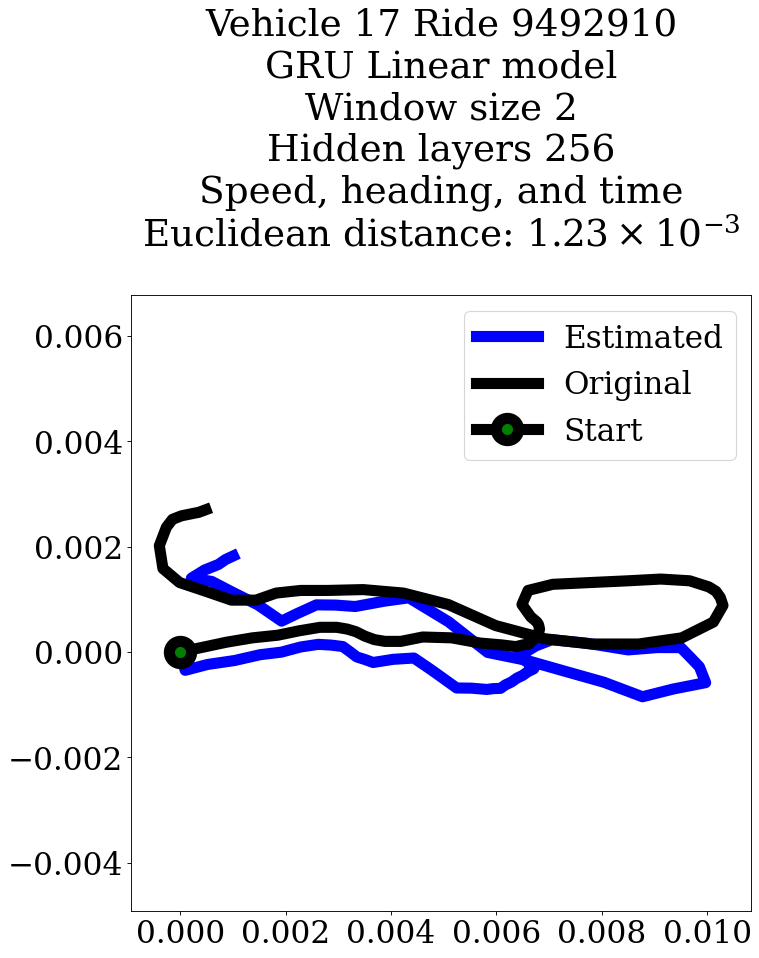 Vehicle 17 Ride 9492910
GRU Linear model
Window size 2
Hidden layers 256
Speed, heading, and time
Euclidean distance: 1.23 × 10⁻³
Estimated
Original
Start
0.006
0.004
0.002
0.000
−0.002
−0.004
0.000 0.002 0.004 0.006 0.008 0.010